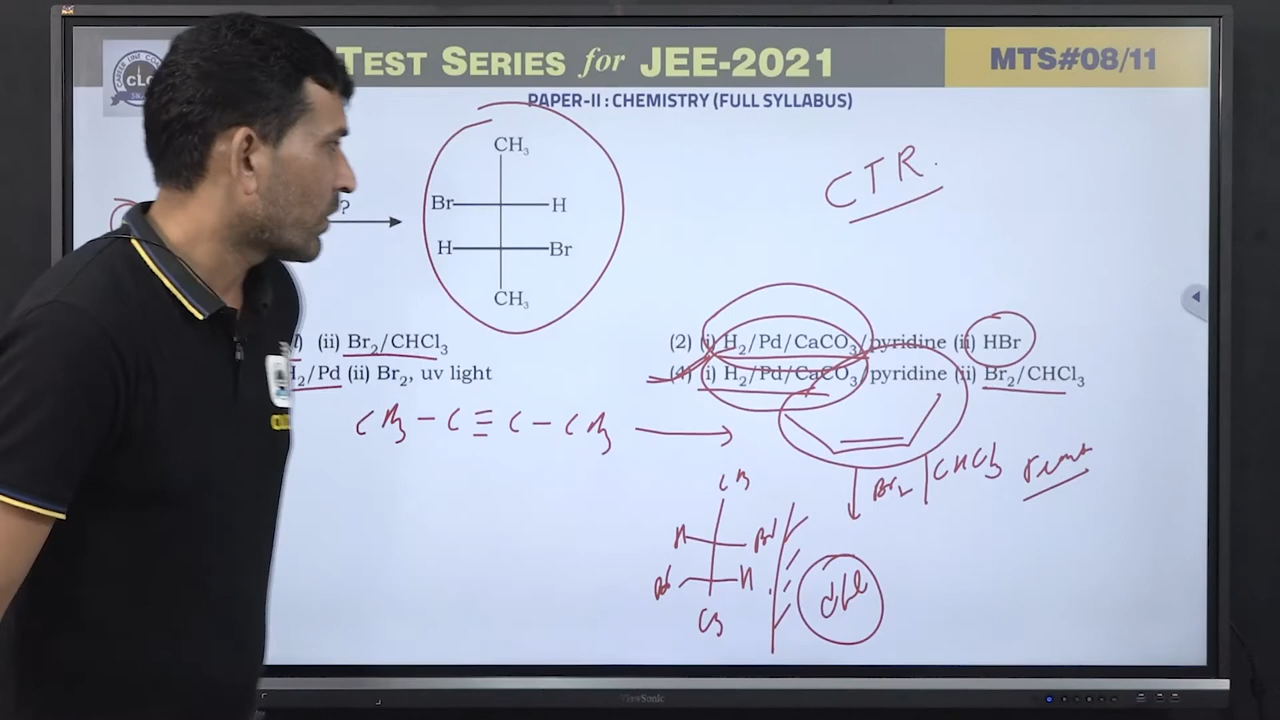 TEST SERIES for JEE-2021
MTS#08/11
PAPER-II : CHEMISTRY (FULL SYLLABUS)
CLC
CH₃
Br H
H Br
CH₃
?
CTR.
(ii) Br₂/CHCl₃
(2) (i) H₂/Pd/CaCO₃/pyridine (ii) HBr
H₂/Pd (ii) Br₂, uv light
(4) (i) H₂/Pd/CaCO₃/pyridine (ii) Br₂/CHCl₃
CH₃ – C ≡ C – CH₃
Br₂ | CHCl₃
CH₃
H Br
Br H
CH₃
ViewSonic